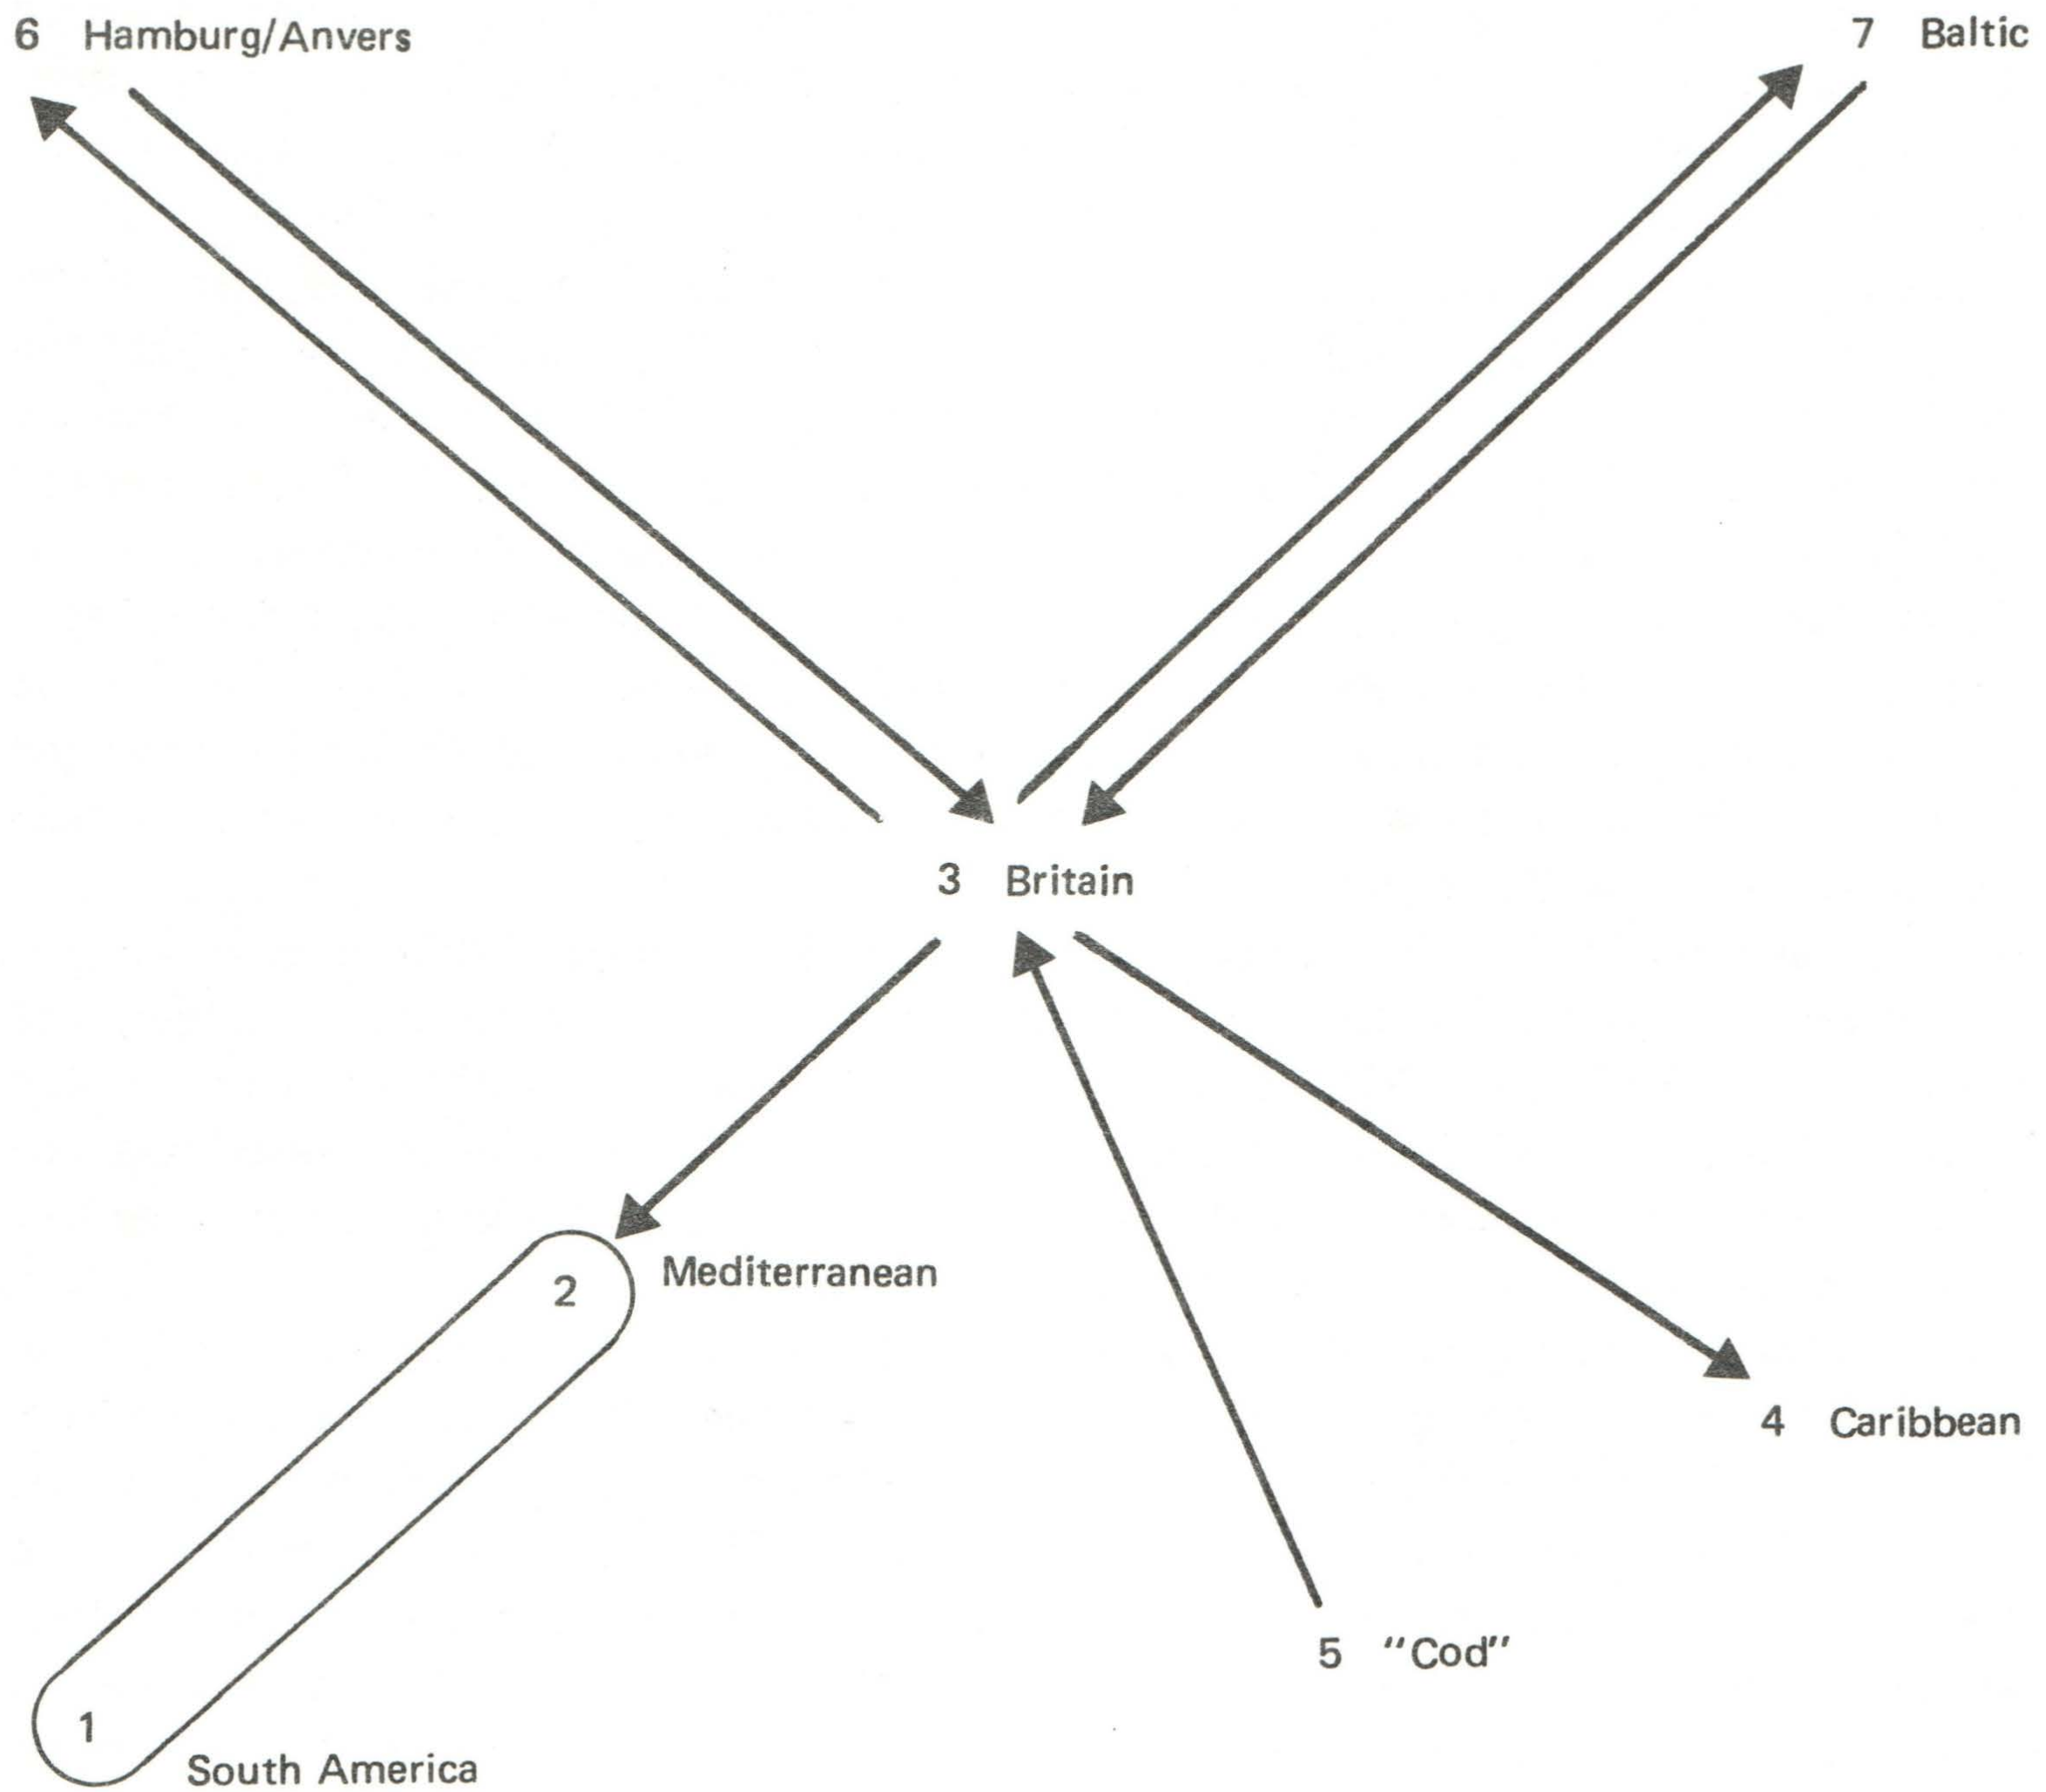 6 Hamburg/Anvers
7 Baltic
3 Britain
2 Mediterranean
4 Caribbean
5 "Cod"
1 South America